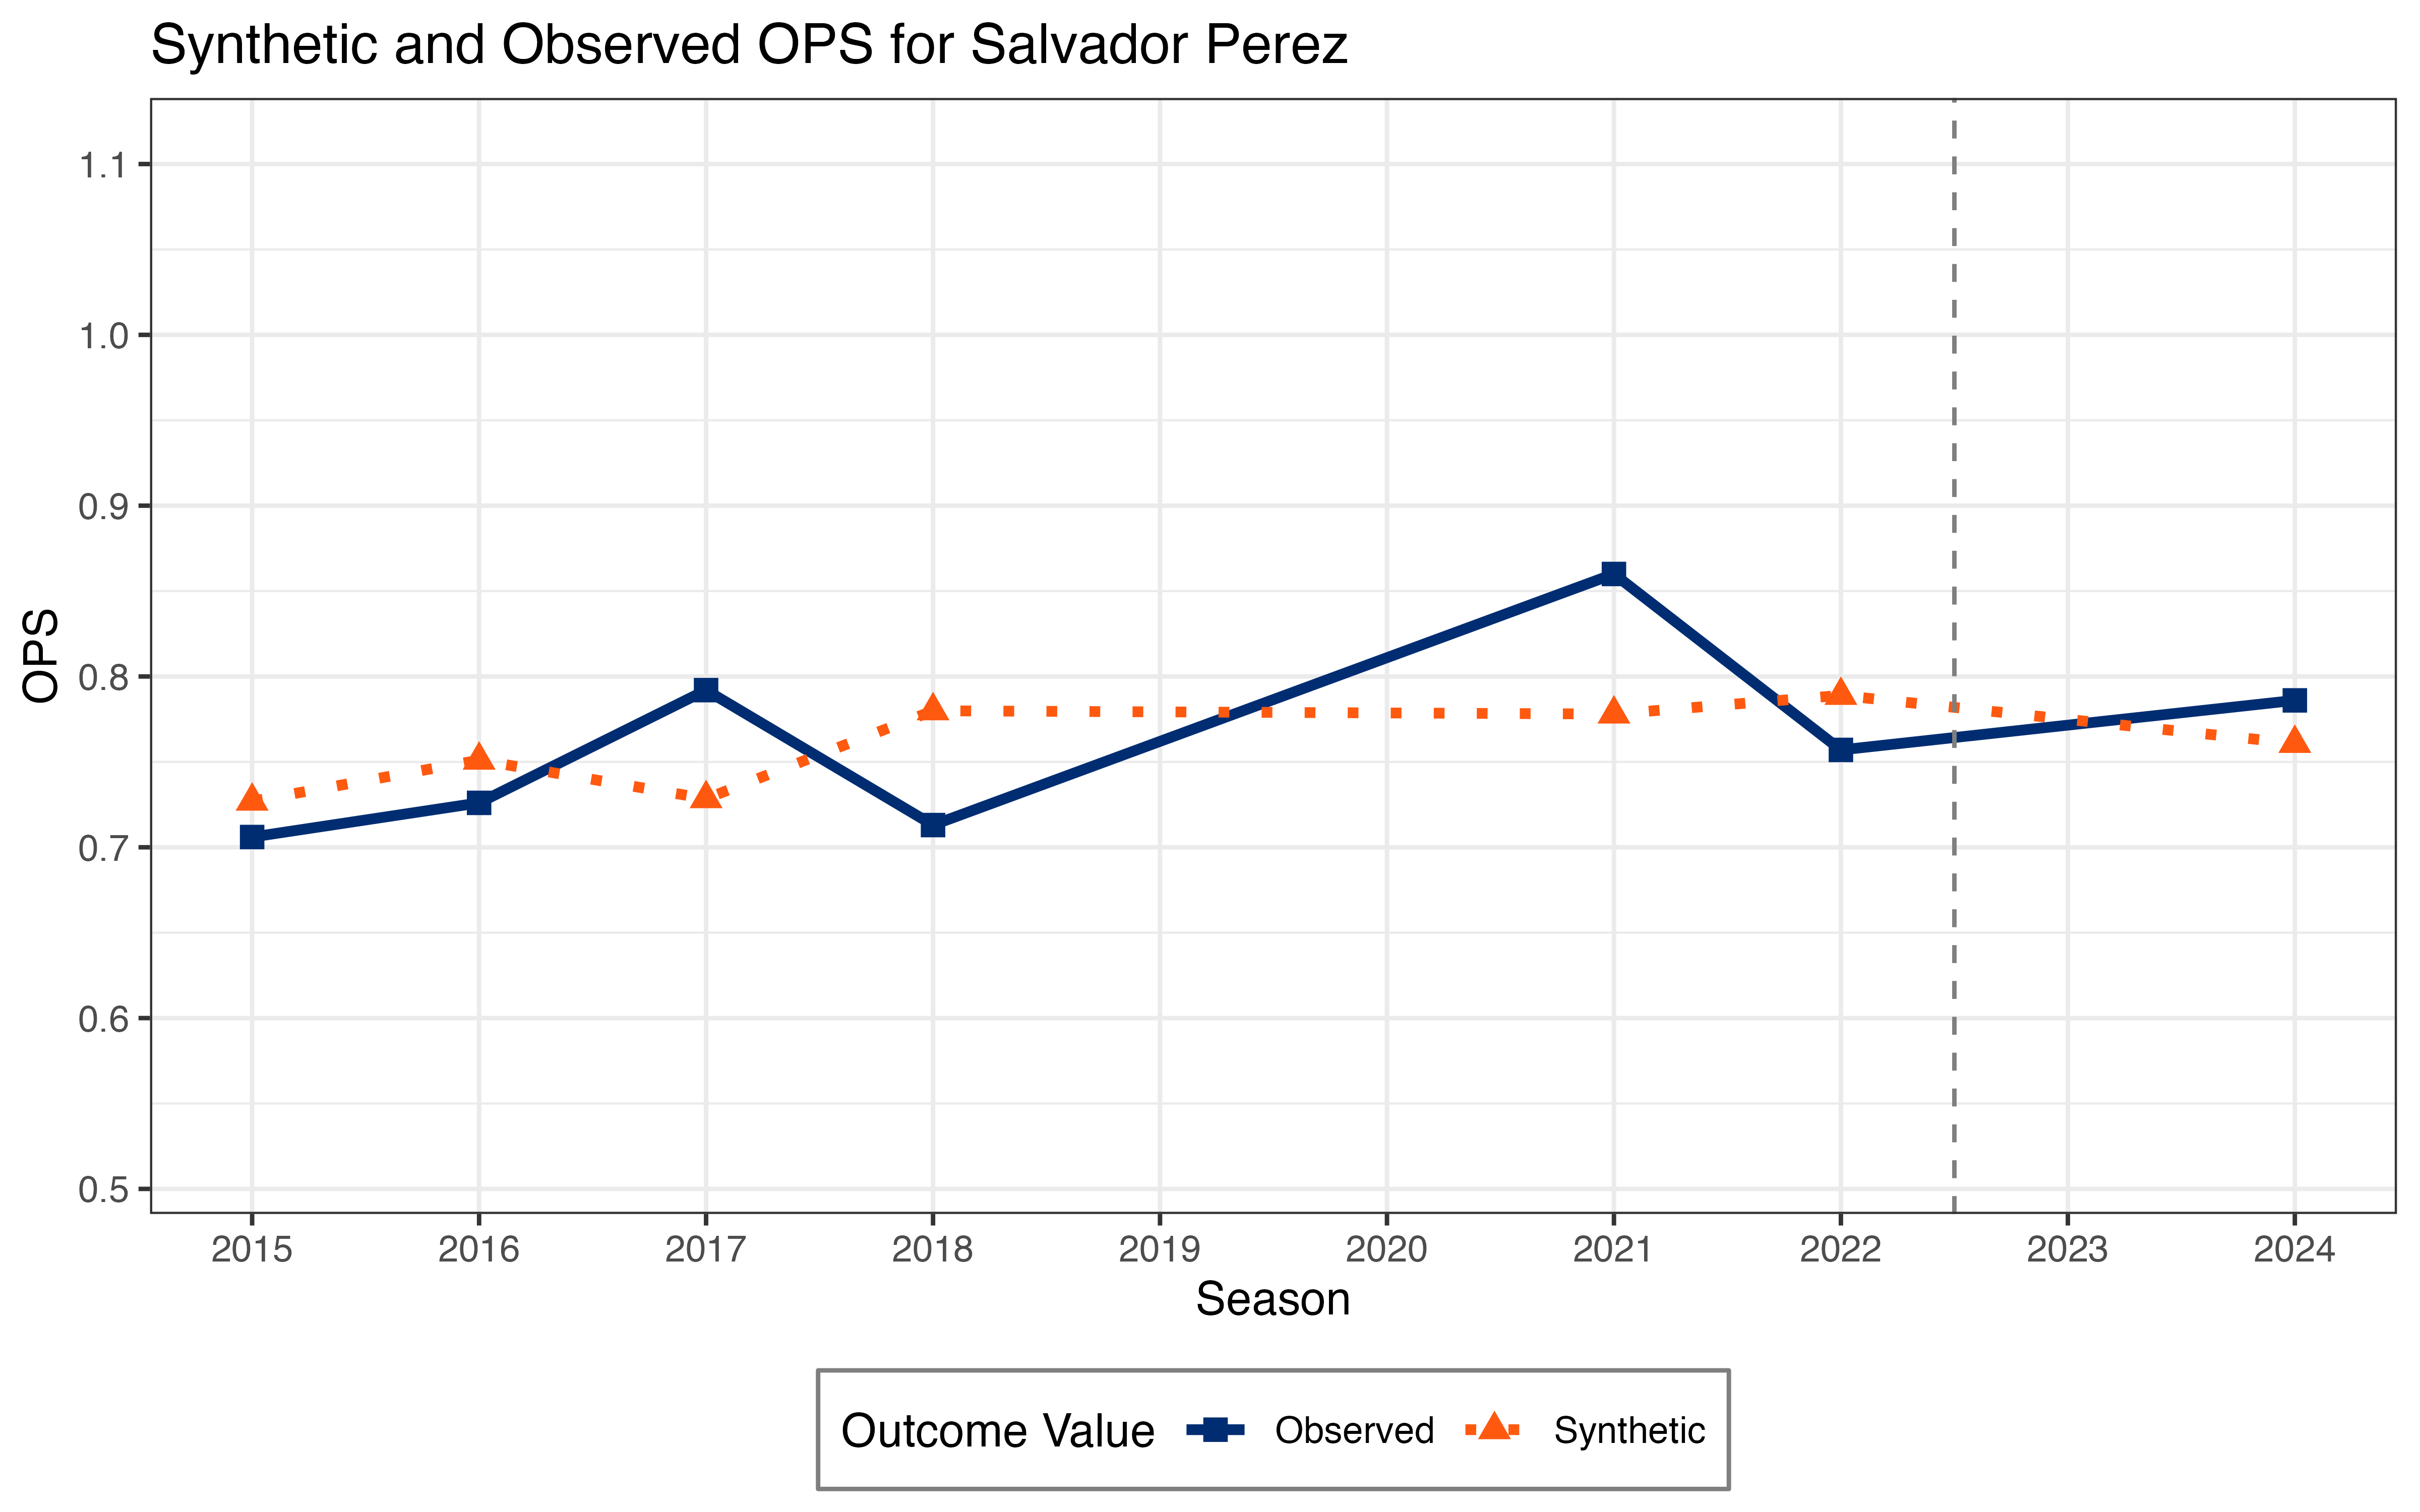 Synthetic and Observed OPS for Salvador Perez
1.1
1.0
0.9
0.8
0.7
0.6
0.5
OPS
2015 2016 2017 2018 2019 2020 2021 2022 2023 2024
Season
Outcome Value Observed Synthetic